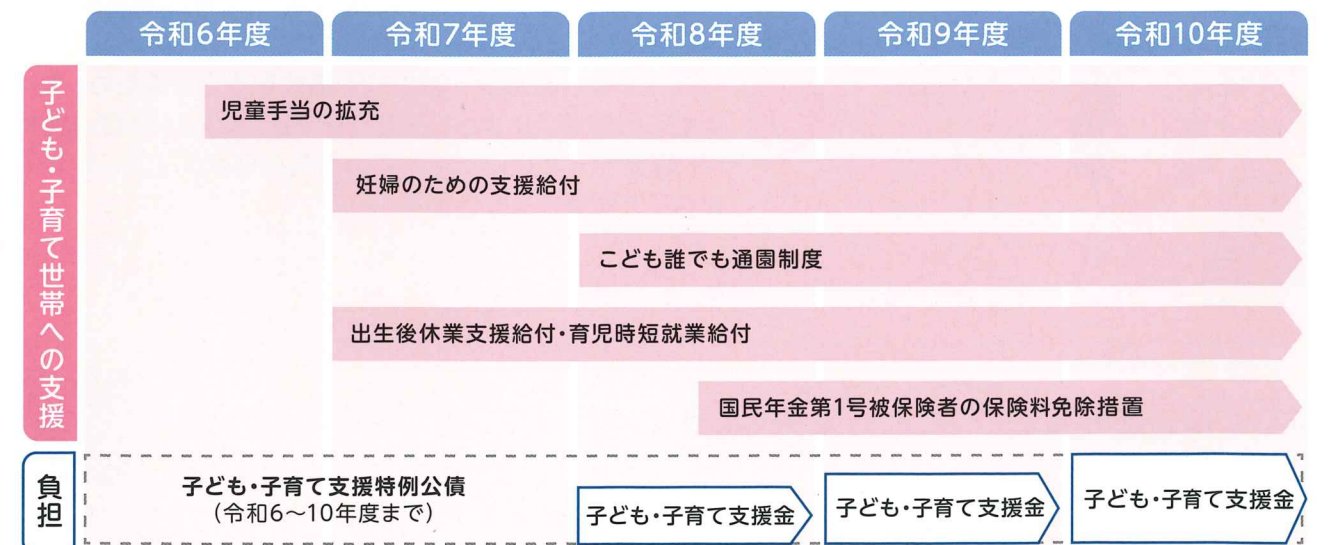 令和6年度
令和7年度
令和8年度
令和9年度
令和10年度
子ども・子育て世帯への支援
児童手当の拡充
妊婦のための支援給付
こども誰でも通園制度
出生後休業支援給付・育児時短就業給付
国民年金第1号被保険者の保険料免除措置
負担
子ども・子育て支援特例公債
(令和6～10年度まで)
子ども・子育て支援金
子ども・子育て支援金
子ども・子育て支援金